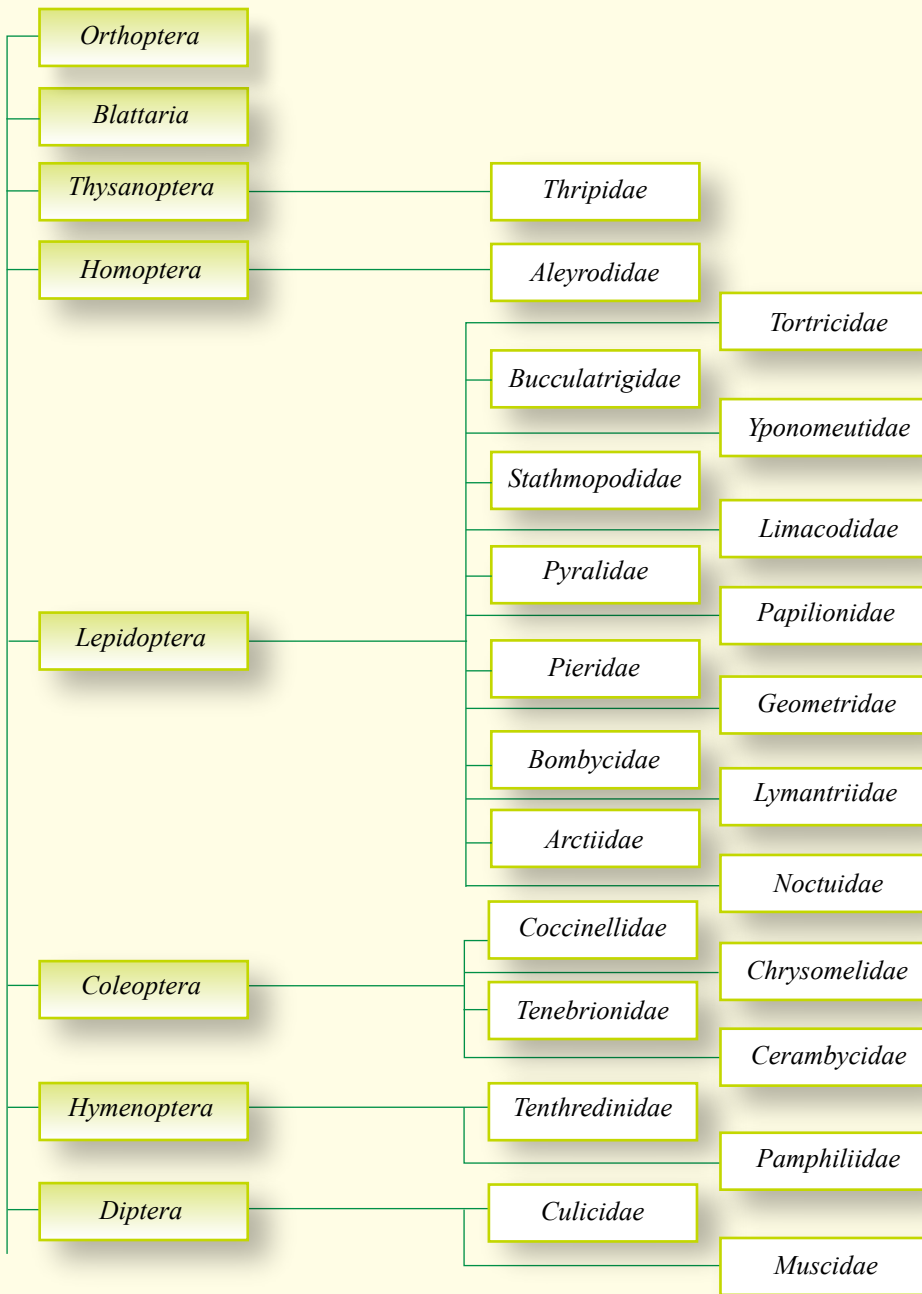 Orthoptera
Blattaria
Thysanoptera
Thripidae
Homoptera
Aleyrodidae
Tortricidae
Bucculatrigidae
Yponomeutidae
Stathmopodidae
Limacodidae
Pyralidae
Papilionidae
Lepidoptera
Pieridae
Geometridae
Bombycidae
Lymantriidae
Arctiidae
Noctuidae
Coccinellidae
Chrysomelidae
Coleoptera
Tenebrionidae
Cerambycidae
Hymenoptera
Tenthredinidae
Pamphiliidae
Diptera
Culicidae
Muscidae